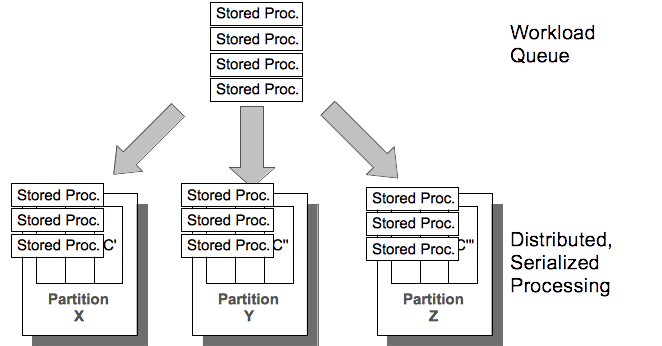 Stored Proc.
Stored Proc.
Stored Proc.
Stored Proc.
Workload
Queue
Stored Proc.
Stored Proc.
Stored Proc.
C'
Partition
X
Stored Proc.
Stored Proc.
Stored Proc.
C''
Partition
Y
Stored Proc.
Stored Proc.
Stored Proc.
C'''
Partition
Z
Distributed,
Serialized
Processing